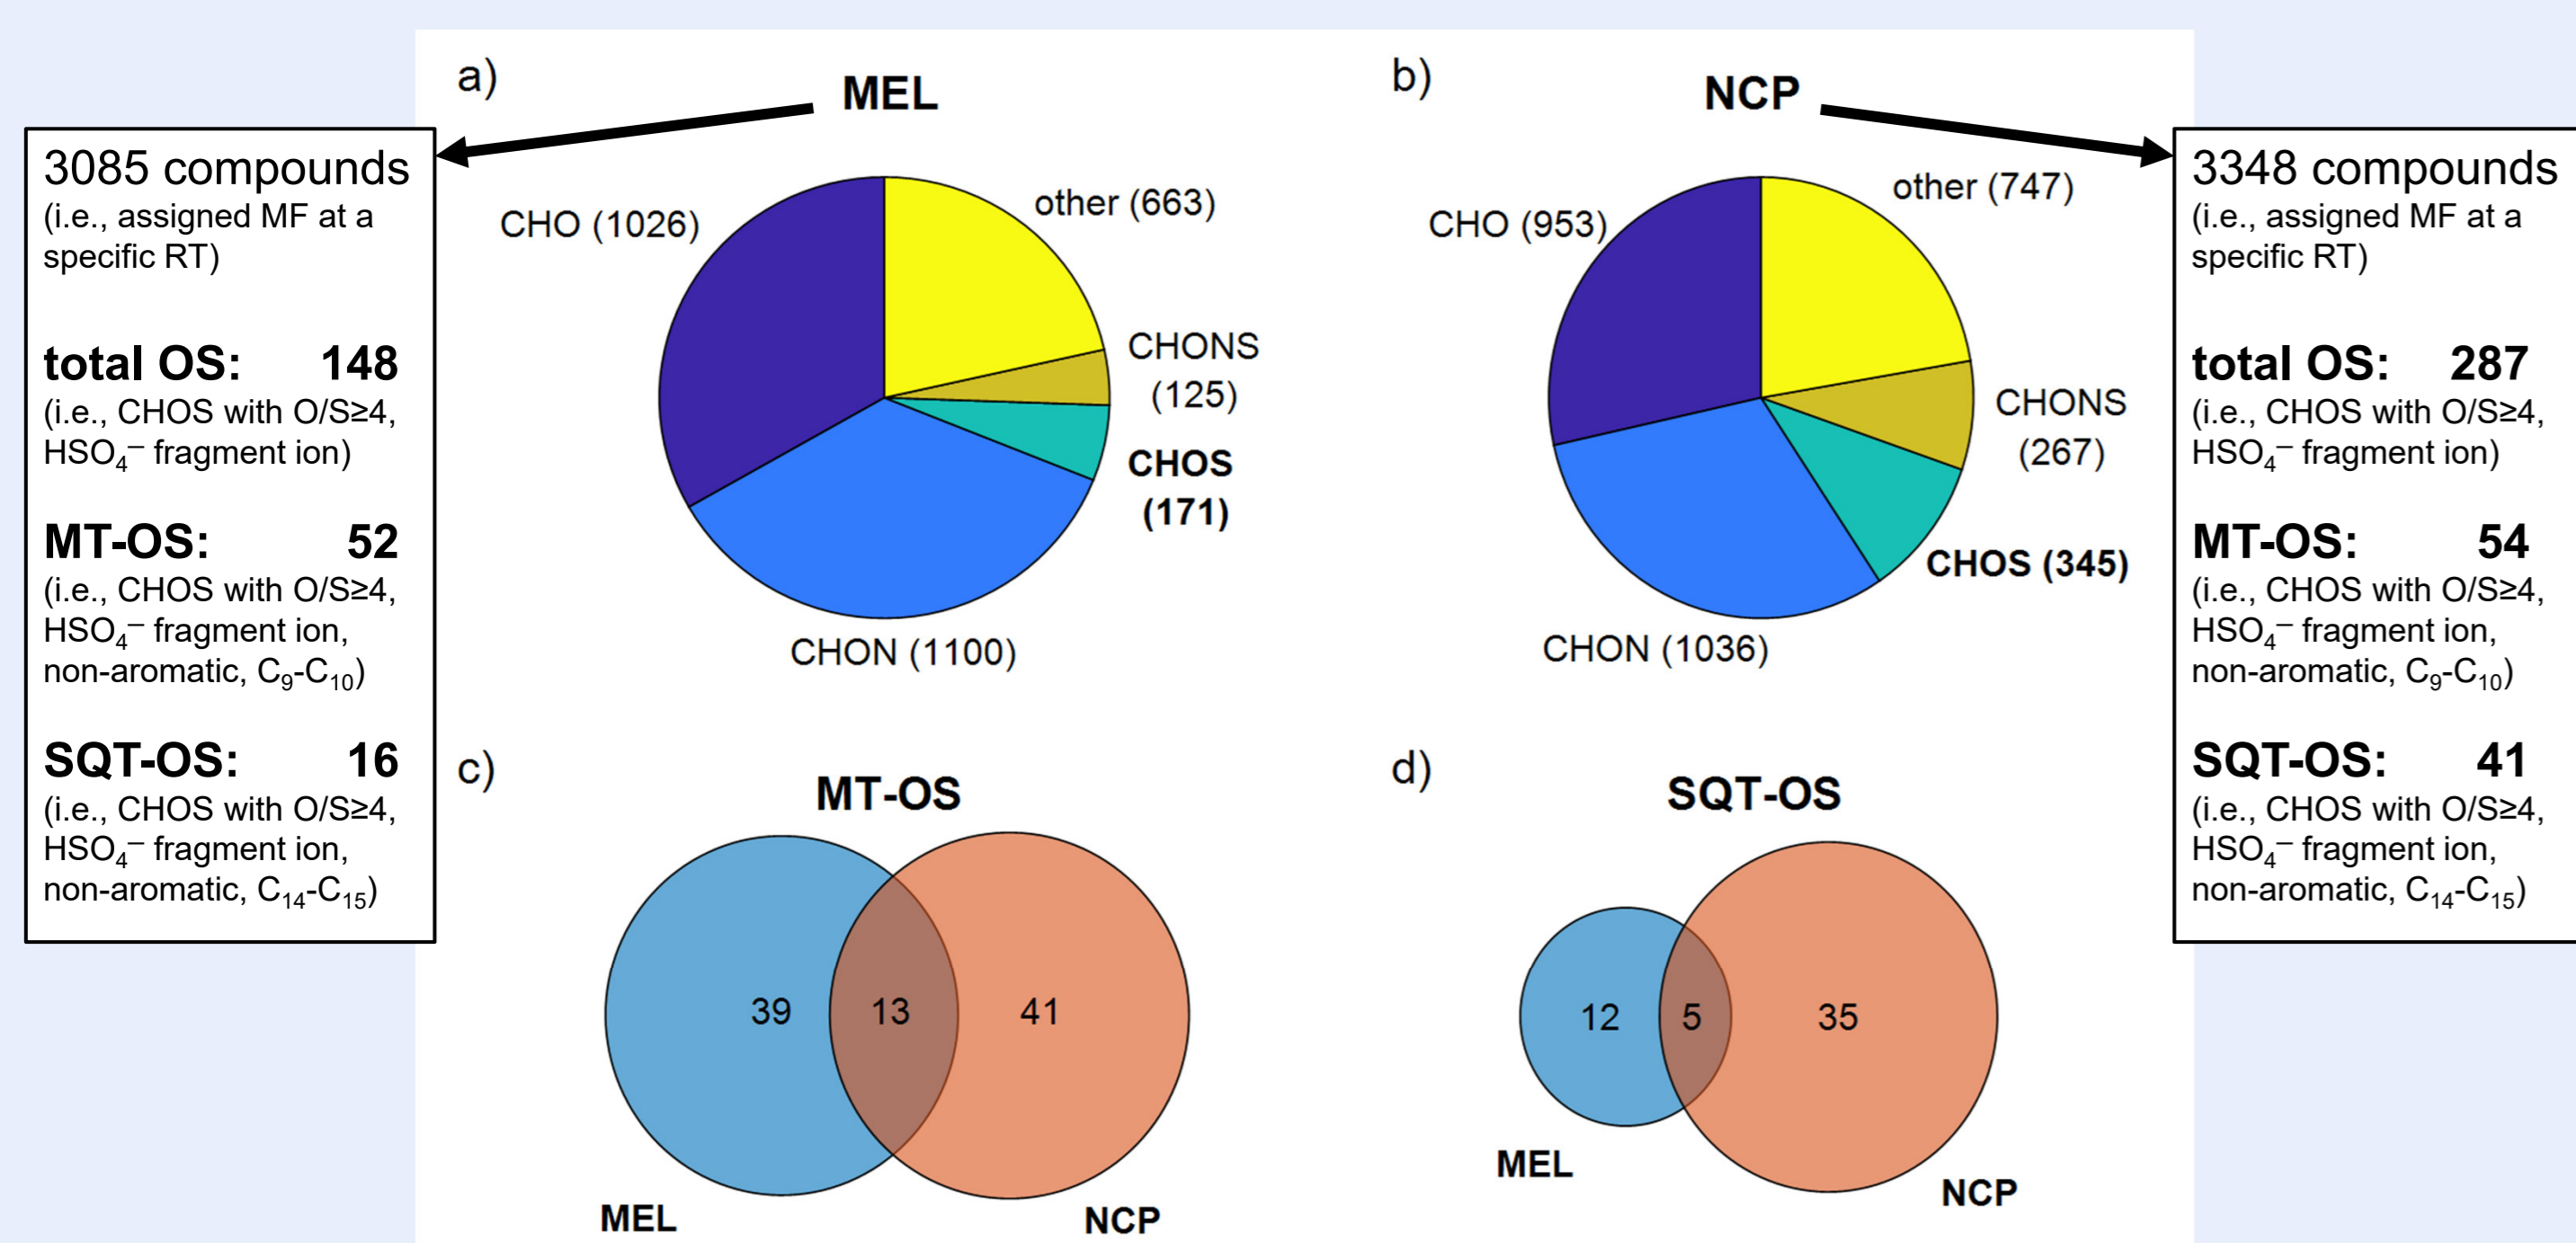 a)
MEL
3085 compounds
(i.e., assigned MF at a
specific RT)
total OS: 148
(i.e., CHOS with O/S≥4,
HSO₄⁻ fragment ion)
MT-OS: 52
(i.e., CHOS with O/S≥4,
HSO₄⁻ fragment ion,
non-aromatic, C₉-C₁₀)
SQT-OS: 16
(i.e., CHOS with O/S≥4,
HSO₄⁻ fragment ion,
non-aromatic, C₁₄-C₁₅)
CHO (1026)
other (663)
CHONS
(125)
CHOS
(171)
CHON (1100)
b)
NCP
CHO (953)
other (747)
CHONS
(267)
CHOS (345)
CHON (1036)
3348 compounds
(i.e., assigned MF at a
specific RT)
total OS: 287
(i.e., CHOS with O/S≥4,
HSO₄⁻ fragment ion)
MT-OS: 54
(i.e., CHOS with O/S≥4,
HSO₄⁻ fragment ion,
non-aromatic, C₉-C₁₀)
SQT-OS: 41
(i.e., CHOS with O/S≥4,
HSO₄⁻ fragment ion,
non-aromatic, C₁₄-C₁₅)
c)
MT-OS
39 13 41
MEL
NCP
d)
SQT-OS
12 5 35
MEL
NCP